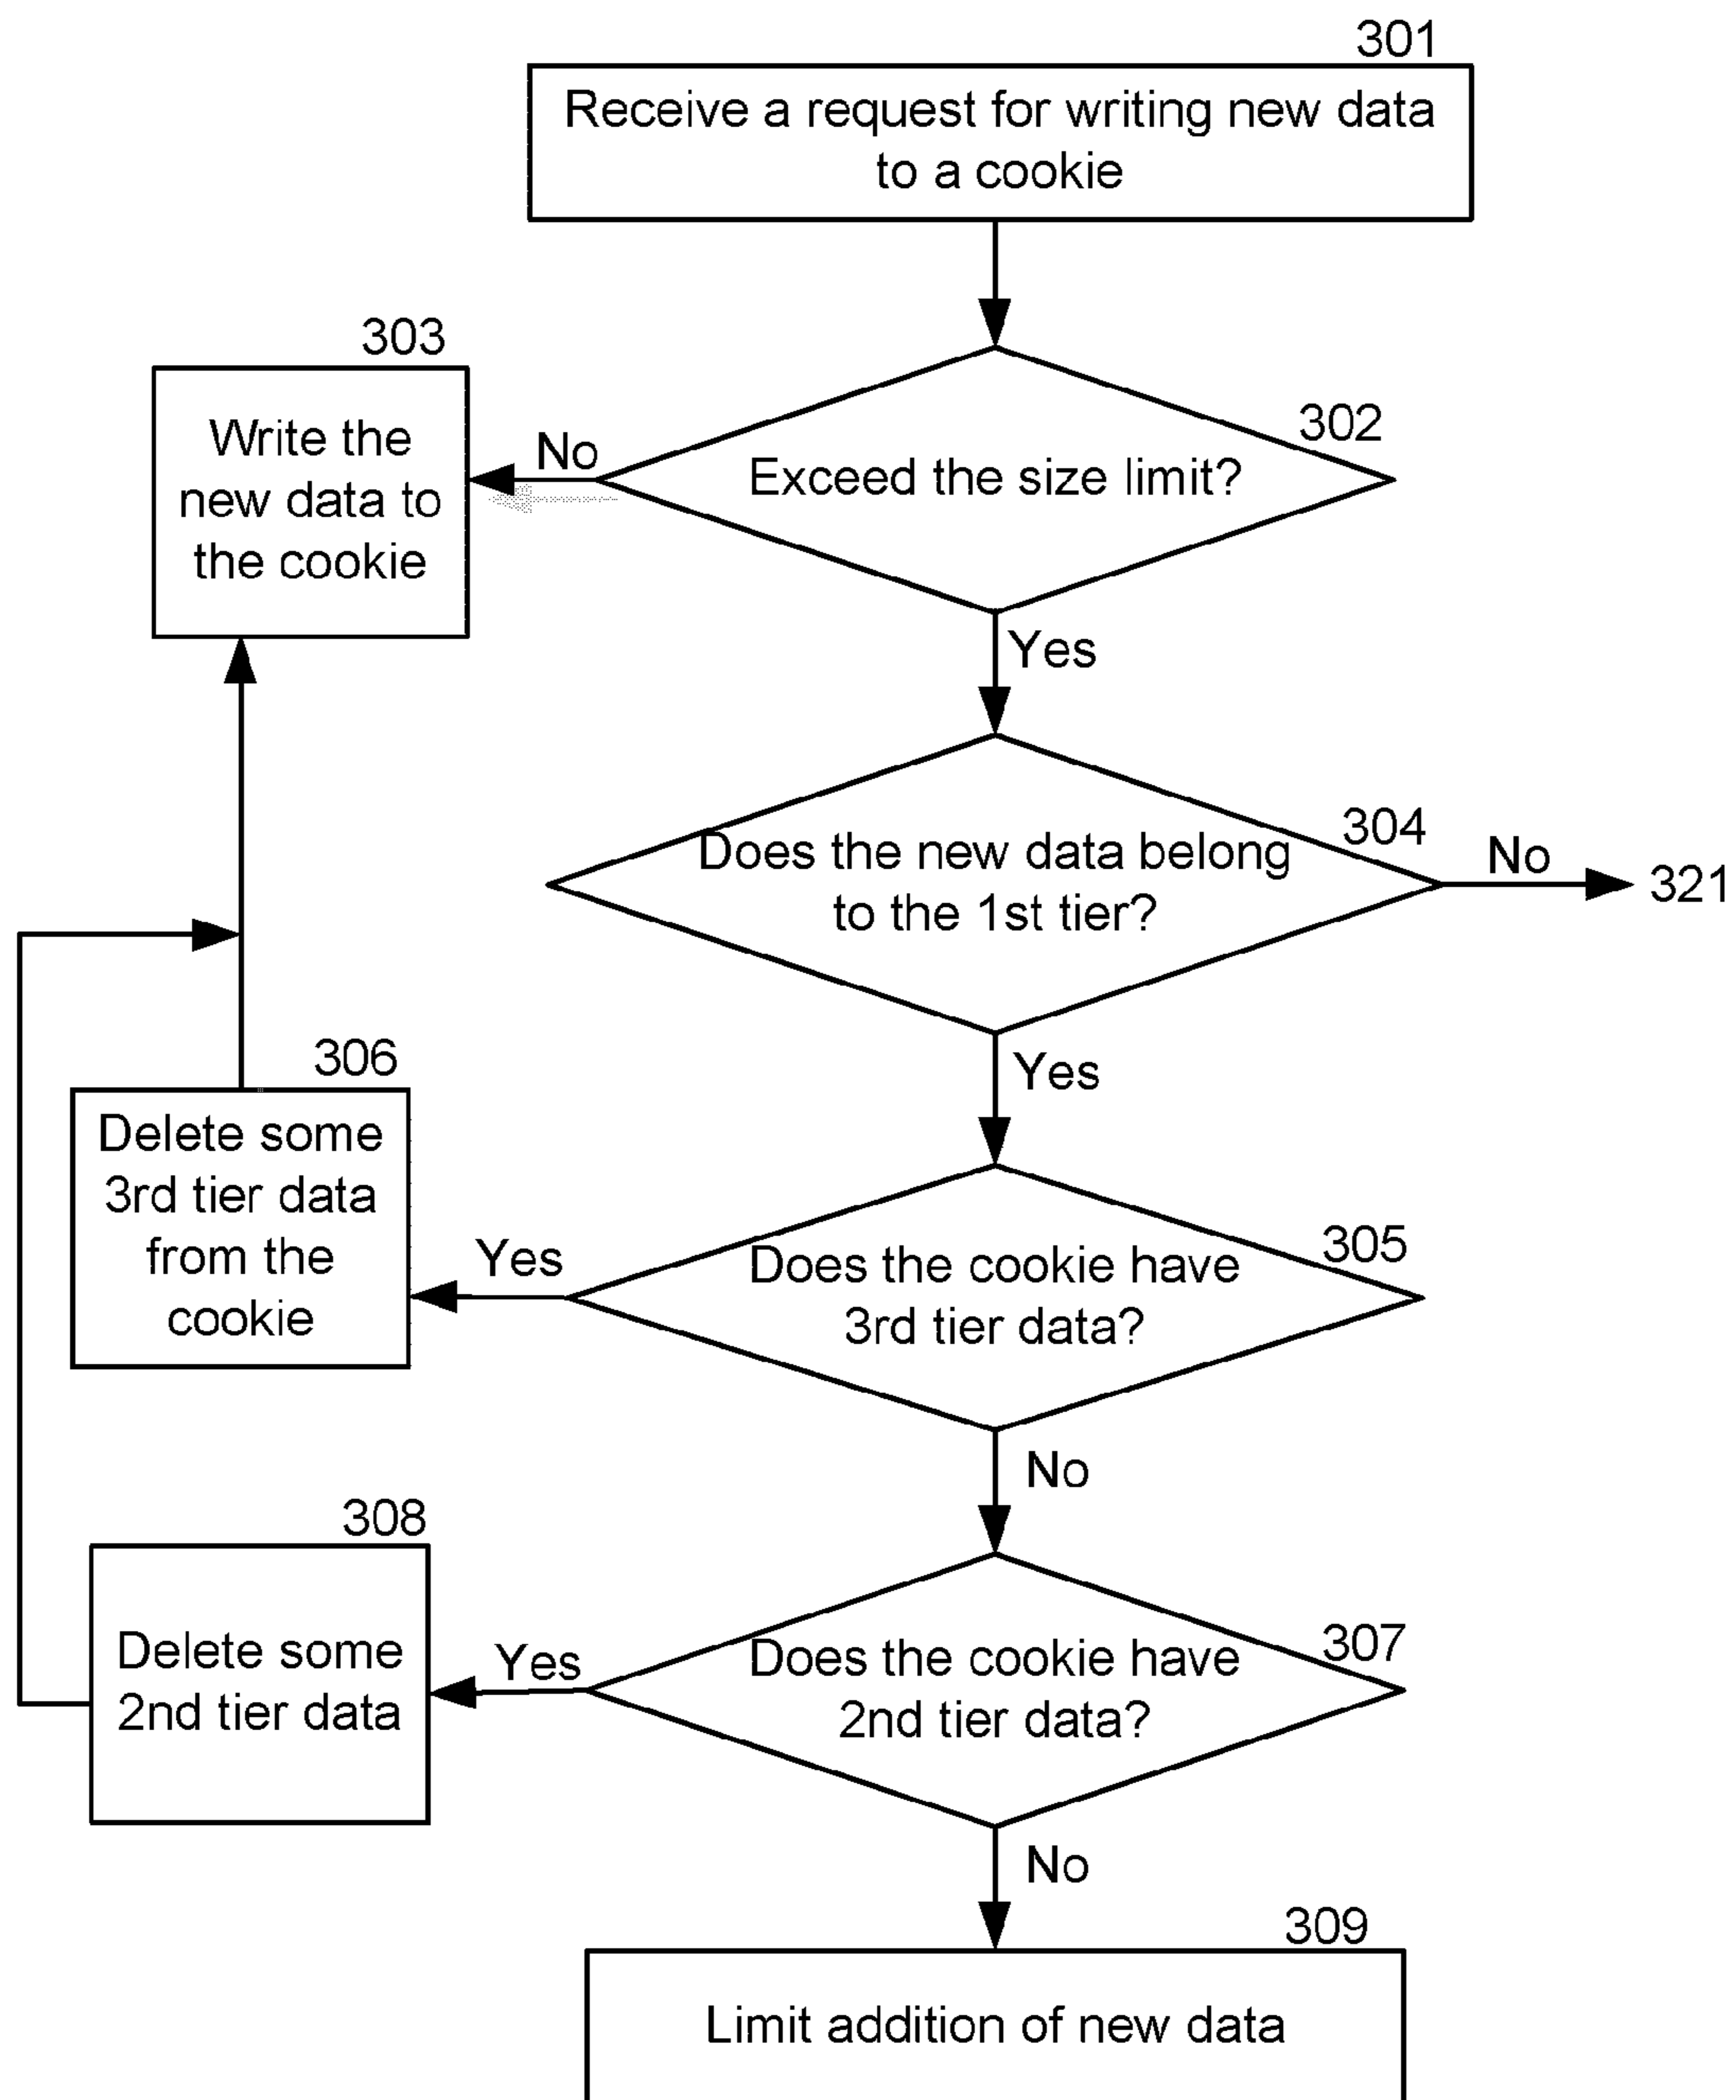 301
Receive a request for writing new data
to a cookie
303
Write the
new data to
the cookie
No
302
Exceed the size limit?
Yes
304
Does the new data belong
to the 1st tier?
No
321
Yes
306
Delete some
3rd tier data
from the
cookie
Yes
305
Does the cookie have
3rd tier data?
No
308
Delete some
2nd tier data
Yes
307
Does the cookie have
2nd tier data?
No
309
Limit addition of new data